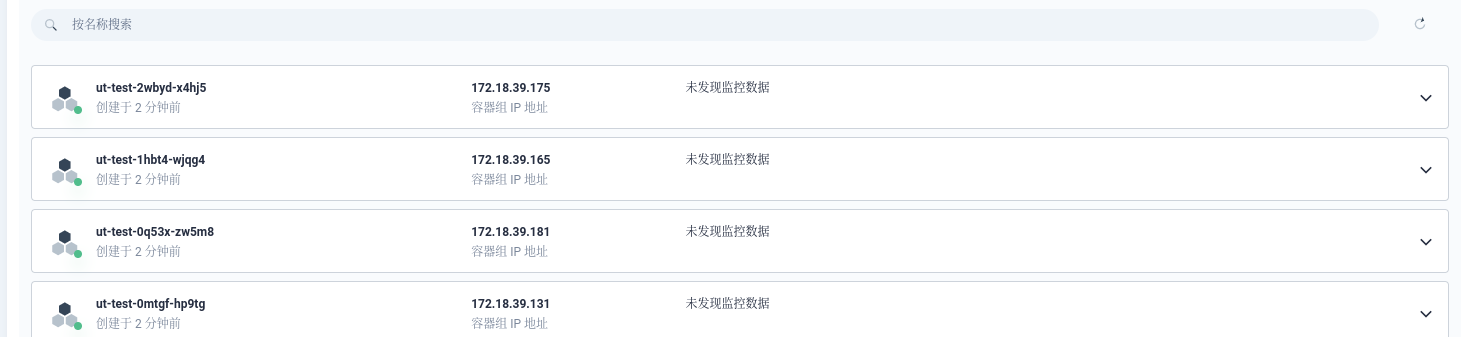 按名称搜索
ut-test-2wbyd-x4hj5 172.18.39.175 未发现监控数据
创建于 2 分钟前 容器组 IP 地址
ut-test-1hbt4-wjqg4 172.18.39.165 未发现监控数据
创建于 2 分钟前 容器组 IP 地址
ut-test-0q53x-zw5m8 172.18.39.181 未发现监控数据
创建于 2 分钟前 容器组 IP 地址
ut-test-0mtgf-hp9tg 172.18.39.131 未发现监控数据
创建于 2 分钟前 容器组 IP 地址